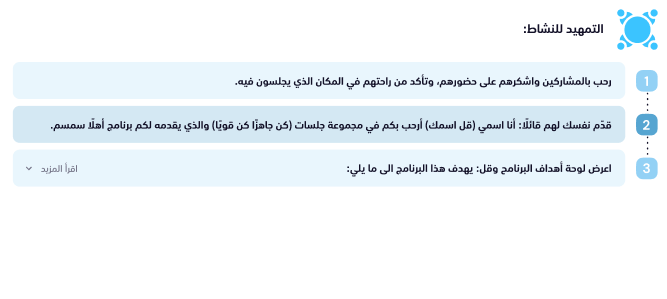 التمهيد للنشاط:
1 رحب بالمشاركين واشكرهم على حضورهم، وتأكد من راحتهم في المكان الذي يجلسون فيه.
2 قدّم نفسك لهم قائلًا: أنا اسمي (قل اسمك) أرحب بكم في مجموعة جلسات (كن جاهزًا كن قويًا) والذي يقدمه لكم برنامج أهلًا سمسم.
3 اعرض لوحة أهداف البرنامج وقل: يهدف هذا البرنامج الى ما يلي: اقرأ المزيد